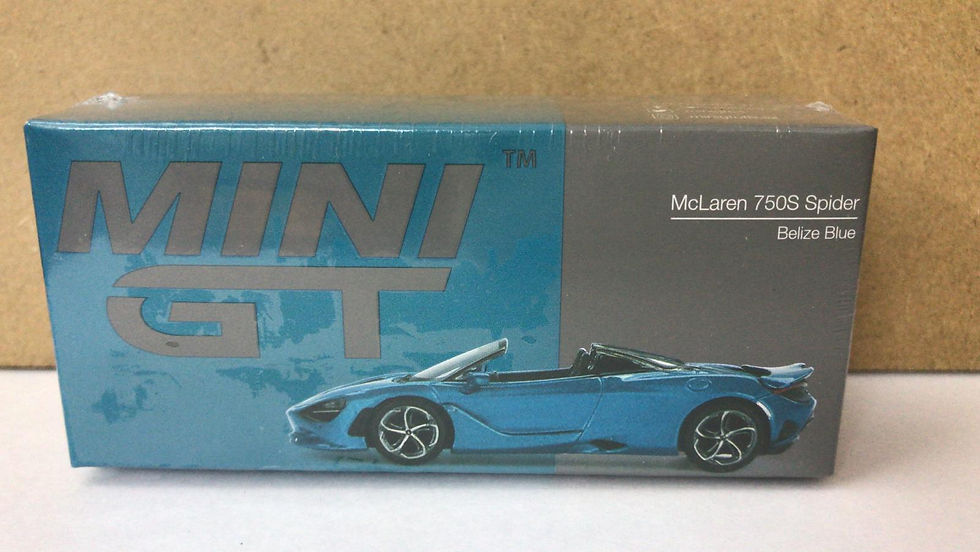 MINI
GT
TM
McLaren 750S Spider
Belize Blue